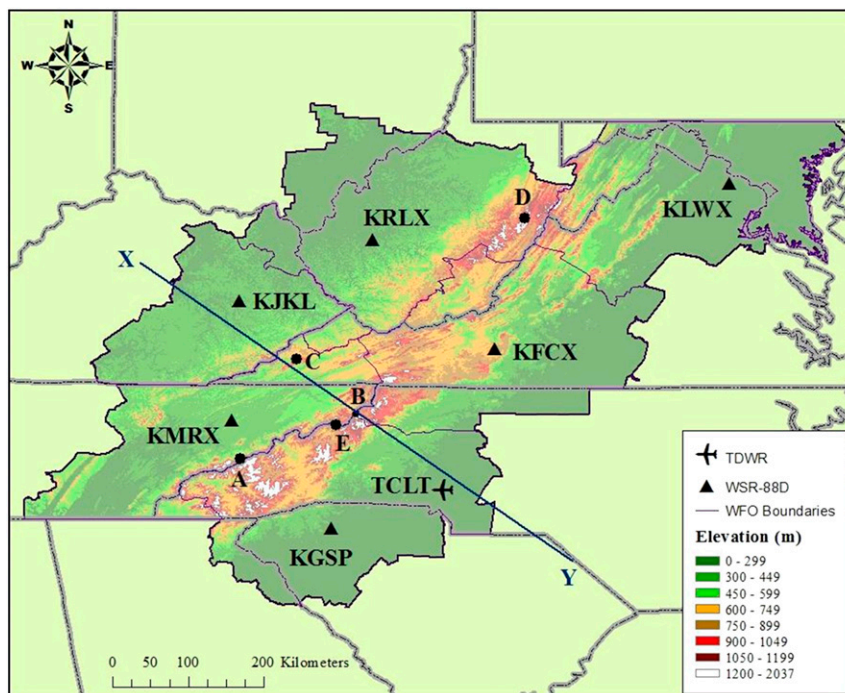 N
W E
S
D
KLWX
KRLX
X
KJKL
KFCX
C
B
KMRX
E
A
TCLT
KGSP
Y
0 50 100 200 Kilometers
TDWR
WSR-88D
WFO Boundaries
Elevation (m)
0 - 299
300 - 449
450 - 599
600 - 749
750 - 899
900 - 1049
1050 - 1199
1200 - 2037